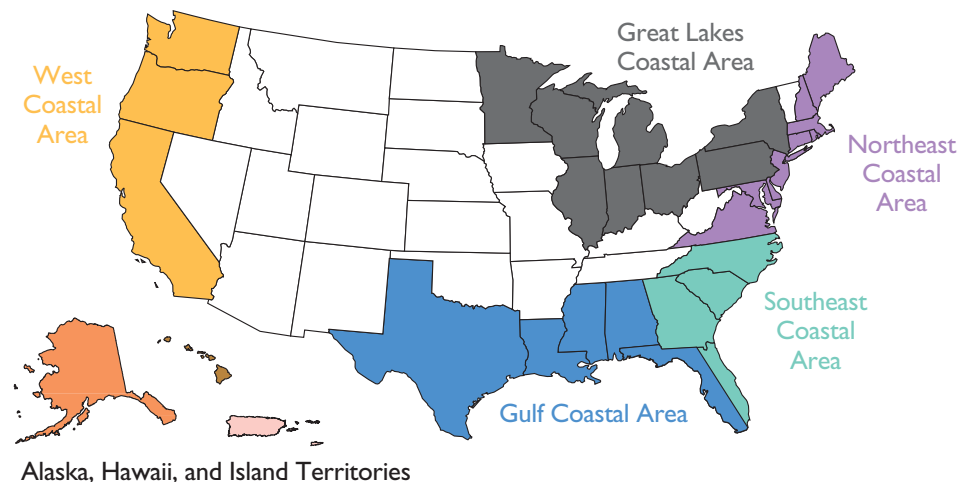 Great Lakes
Coastal Area
West
Coastal
Area
Northeast
Coastal
Area
Southeast
Coastal
Area
Gulf Coastal Area
Alaska, Hawaii, and Island Territories